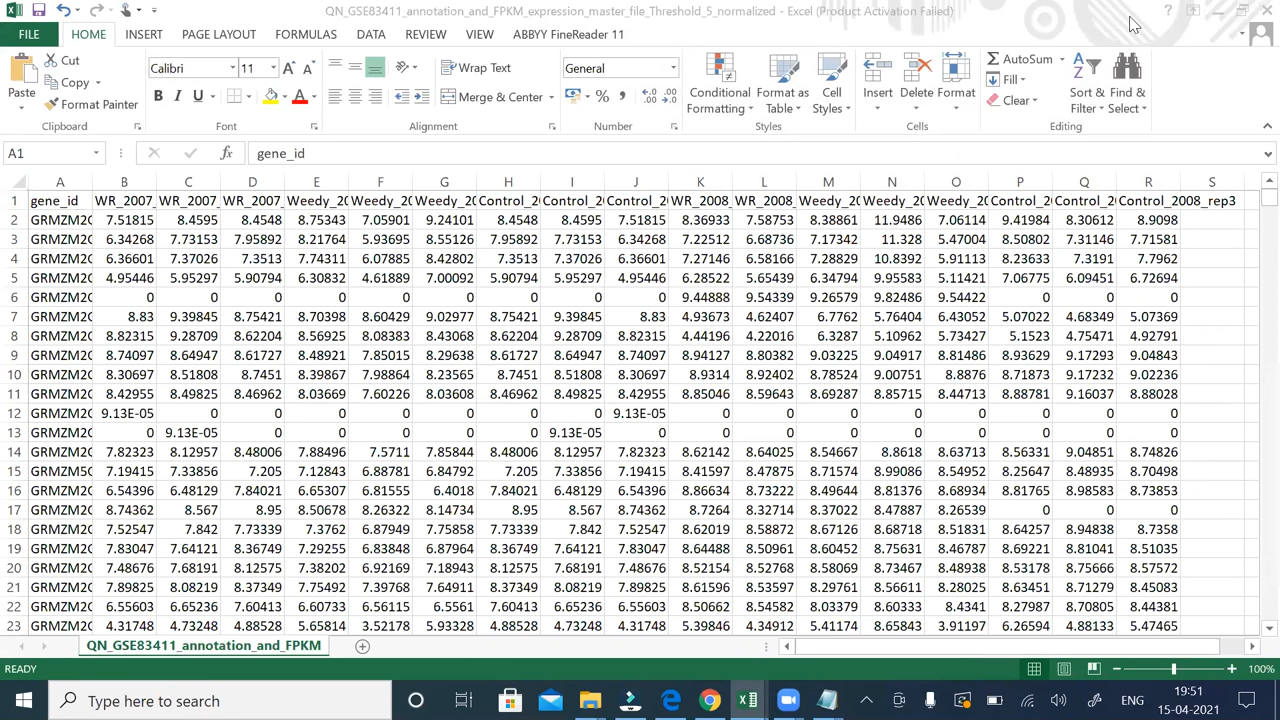 QN_GSE83411_annotation_and_FPKM_expression_master_file_Threshold_5_normalized - Excel (Product Activation Failed)
FILE HOME INSERT PAGE LAYOUT FORMULAS DATA REVIEW VIEW ABBYY FineReader 11
Cut Calibri 11 Wrap Text General AutoSum
Copy Fill
Paste Format Painter Merge & Center Conditional Formatting Format as Table Cell Styles Insert Delete Format Clear Sort & Filter Find & Select
Clipboard Font Alignment Number Styles Cells Editing
A1 fx gene_id
A B C D E F G H I J K L M N O P Q R S
1 gene_id WR_2007_ WR_2007_ WR_2007_ Weedy_20 Weedy_20 Weedy_20 Control_20 Control_20 Control_20 WR_2008_ WR_2008_ Weedy_20 Weedy_20 Weedy_20 Control_20 Control_20 Control_2008_rep3
2 GRMZM2G 7.51815 8.4595 8.4548 8.75343 7.05901 9.24101 8.4548 8.4595 7.51815 8.36933 7.58753 8.38861 11.9486 7.06114 9.41984 8.30612 8.9098
3 GRMZM2G 6.34268 7.73153 7.95892 8.21764 5.93695 8.55126 7.95892 7.73153 6.34268 7.22512 6.68736 7.17342 11.328 5.47004 8.50802 7.31146 7.71581
4 GRMZM2G 6.36601 7.37026 7.3513 7.74311 6.07885 8.42802 7.3513 7.37026 6.36601 7.27146 6.58166 7.28829 10.8392 5.91113 8.23633 7.3191 7.7962
5 GRMZM2G 4.95446 5.95297 5.90794 6.30832 4.61889 7.00092 5.90794 5.95297 4.95446 6.28522 5.65439 6.34794 9.95583 5.11421 7.06775 6.09451 6.72694
6 GRMZM2G 0 0 0 0 0 0 0 0 0 9.44888 9.54339 9.26579 9.82486 9.54422 0 0 0
7 GRMZM2G 8.83 9.39845 8.75421 8.70398 8.60429 9.02977 8.75421 9.39845 8.83 4.93673 4.62407 6.7762 5.76404 6.43052 5.07022 4.68349 5.07369
8 GRMZM2G 8.82315 9.28709 8.62204 8.56925 8.08383 8.43068 8.62204 9.28709 8.82315 4.44196 4.22016 6.3287 5.10962 5.73427 5.1523 4.75471 4.92791
9 GRMZM2G 8.74097 8.64947 8.61727 8.48921 7.85015 8.29638 8.61727 8.64947 8.74097 8.94127 8.80382 9.03225 9.04917 8.81486 8.93629 9.17293 9.04843
10 GRMZM2G 8.30697 8.51808 8.7451 8.39867 7.98864 8.23565 8.7451 8.51808 8.30697 8.9314 8.92402 8.78524 9.00751 8.8876 8.71873 9.17232 9.02236
11 GRMZM2G 8.42955 8.49825 8.46962 8.03669 7.60226 8.03608 8.46962 8.49825 8.42955 8.85046 8.59643 8.69287 8.85715 8.44707 8.88781 9.16037 8.88028
12 GRMZM2G 9.13E-05 0 0 0 0 0 0 0 9.13E-05 0 0 0 0 0 0 0 0
13 GRMZM2G 0 9.13E-05 0 0 0 0 0 9.13E-05 0 0 0 0 0 0 0 0 0
14 GRMZM2G 7.82323 8.12957 8.48006 7.88496 7.5711 7.85844 8.48006 8.12957 7.82323 8.62142 8.64025 8.54667 8.8618 8.63713 8.56331 9.04851 8.74826
15 GRMZM5G 7.19415 7.33856 7.205 7.12843 6.88781 6.84792 7.205 7.33856 7.19415 8.41597 8.47875 8.71574 8.99086 8.54952 8.25647 8.48935 8.70498
16 GRMZM2G 6.54396 6.48129 7.84021 6.65307 6.81555 6.4018 7.84021 6.48129 6.54396 8.86634 8.73222 8.49644 8.81376 8.68934 8.81765 8.98583 8.73853
17 GRMZM2G 8.74362 8.567 8.95 8.50678 8.26322 8.14734 8.95 8.567 8.74362 8.7264 8.32714 8.37022 8.47887 8.26539 0 0 0
18 GRMZM2G 7.52547 7.842 7.73339 7.3762 6.87949 7.75858 7.73339 7.842 7.52547 8.62019 8.58872 8.67126 8.68718 8.51831 8.64257 8.94838 8.7358
19 GRMZM2G 7.83047 7.64121 8.36749 7.29255 6.83848 6.87964 8.36749 7.64121 7.83047 8.64488 8.50961 8.60452 8.75631 8.46787 8.69221 8.81041 8.51035
20 GRMZM2G 7.48676 7.68191 8.12575 7.38202 6.92169 7.18943 8.12575 7.68191 7.48676 8.52154 8.52768 8.58069 8.73467 8.48938 8.53178 8.75666 8.57572
21 GRMZM2G 7.89825 8.08219 8.37349 7.75492 7.39768 7.64911 8.37349 8.08219 7.89825 8.61596 8.53597 8.29761 8.56611 8.28025 8.63451 8.71279 8.45083
22 GRMZM2G 6.55603 6.65236 7.60413 6.60733 6.56115 6.5561 7.60413 6.65236 6.55603 8.50662 8.54582 8.03379 8.60333 8.4341 8.27987 8.70805 8.44381
23 GRMZM2G 4.31748 4.73248 4.88528 5.65814 3.52178 5.93328 4.88528 4.73248 4.31748 5.39846 4.34912 5.41174 8.65843 3.91197 6.26594 4.88133 5.47465
QN_GSE83411_annotation_and_FPKM
READY 100%
Type here to search ENG 19:51
15-04-2021